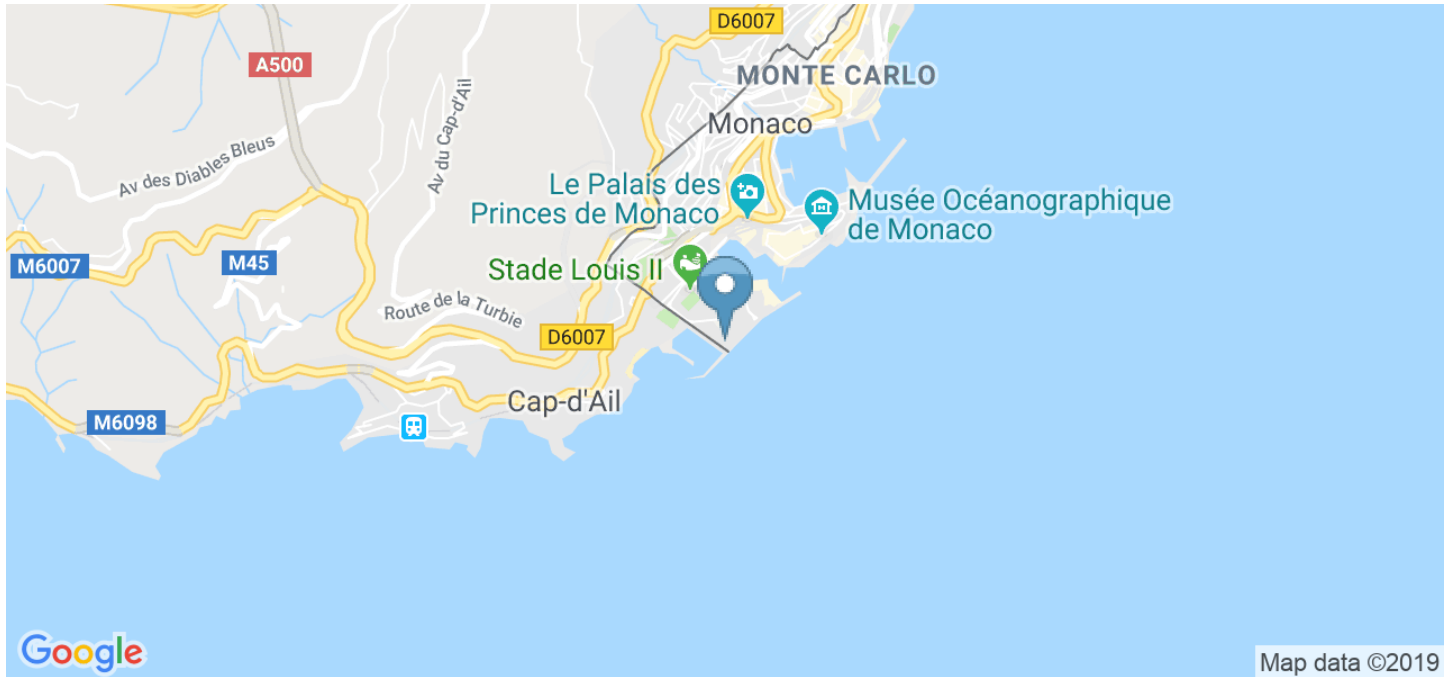 D6007
A500
MONTE CARLO
Monaco
Av du Cap-d'Ail
Av des Diables Bleus
Le Palais des
Princes de Monaco
Musée Océanographique
de Monaco
M6007
M45
Stade Louis II
Route de la Turbie
D6007
Cap-d'Ail
M6098
Google
Map data ©2019